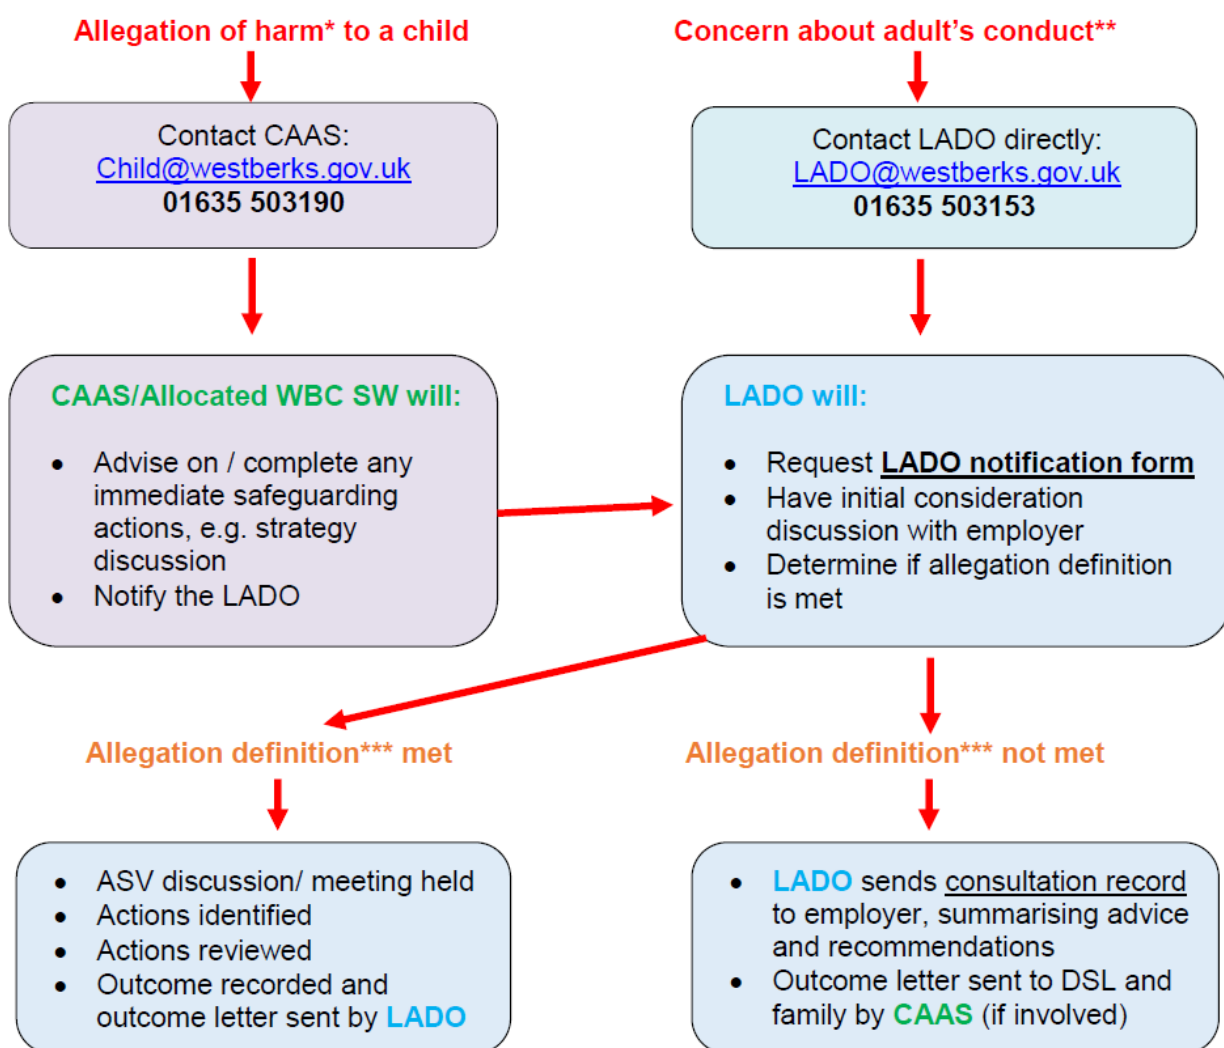 Allegation of harm* to a child
Concern about adult's conduct**
Contact CAAS:
Child@westberks.gov.uk
01635 503190
Contact LADO directly:
LADO@westberks.gov.uk
01635 503153
CAAS/Allocated WBC SW will:
• Advise on / complete any
immediate safeguarding
actions, e.g. strategy
discussion
• Notify the LADO
LADO will:
• Request LADO notification form
• Have initial consideration
discussion with employer
• Determine if allegation definition
is met
Allegation definition*** met
Allegation definition*** not met
• ASV discussion/ meeting held
• Actions identified
• Actions reviewed
• Outcome recorded and
outcome letter sent by LADO
• LADO sends consultation record
to employer, summarising advice
and recommendations
• Outcome letter sent to DSL and
family by CAAS (if involved)